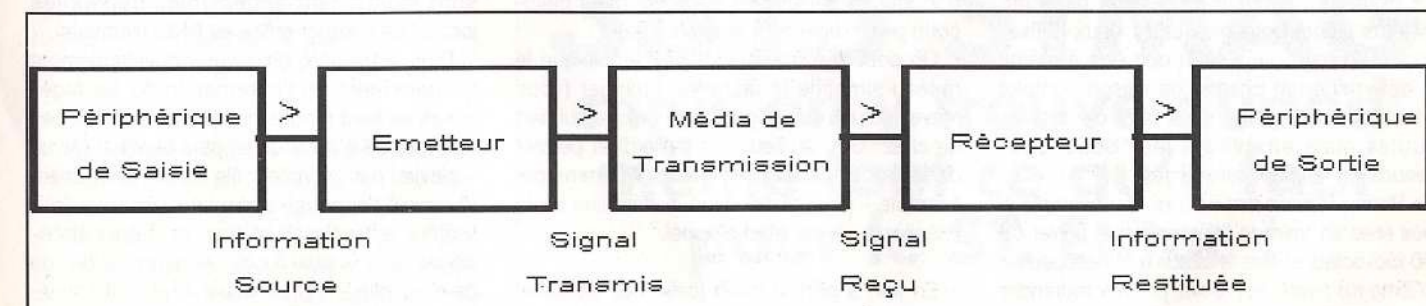 Périphérique
de Saisie
>
Emetteur
>
Média de
Transmission
>
Récepteur
>
Périphérique
de Sortie
Information
Source
Signal
Transmis
Signal
Reçu
Information
Restituée